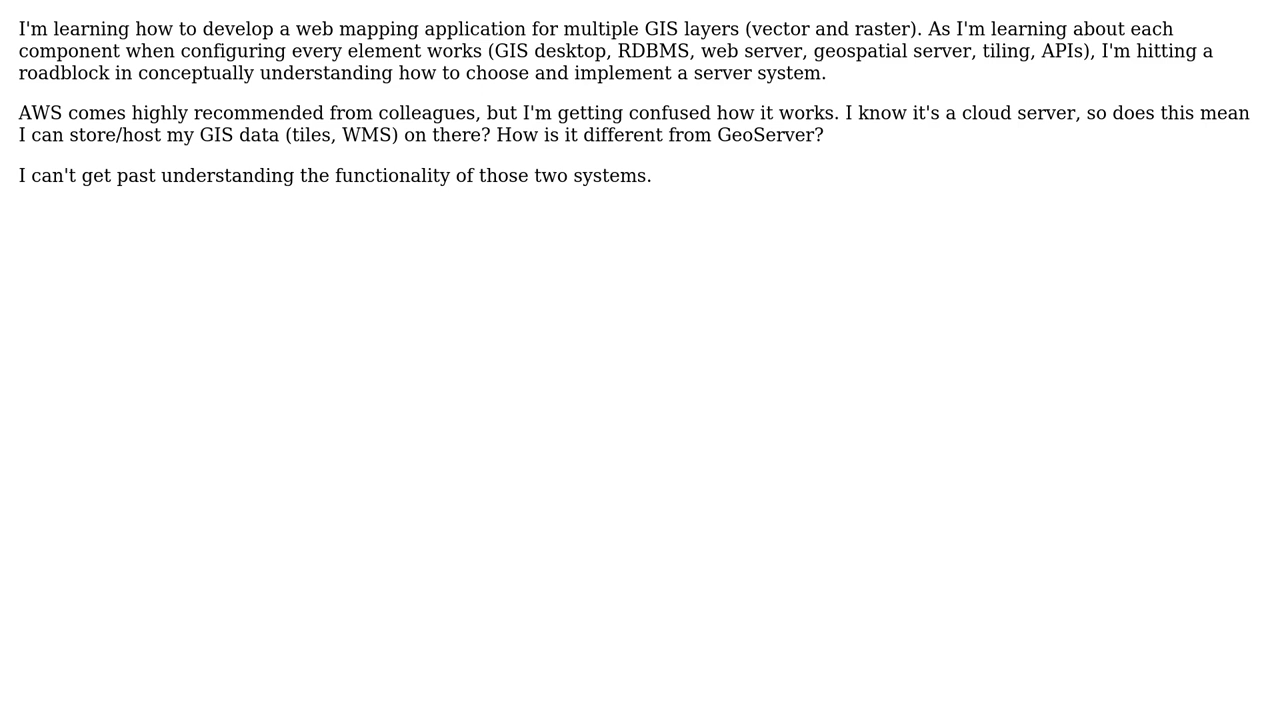 I'm learning how to develop a web mapping application for multiple GIS layers (vector and raster). As I'm learning about each
component when configuring every element works (GIS desktop, RDBMS, web server, geospatial server, tiling, APIs), I'm hitting a
roadblock in conceptually understanding how to choose and implement a server system.
AWS comes highly recommended from colleagues, but I'm getting confused how it works. I know it's a cloud server, so does this mean
I can store/host my GIS data (tiles, WMS) on there? How is it different from GeoServer?
I can't get past understanding the functionality of those two systems.